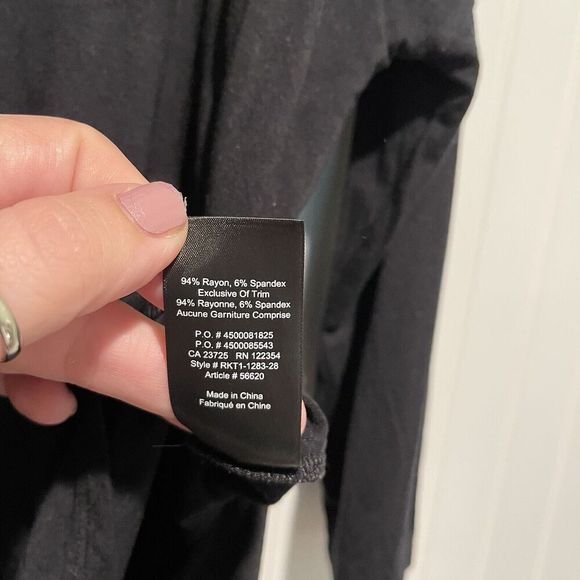 94% Rayon, 6% Spandex
Exclusive Of Trim
94% Rayonne, 6% Spandex
Aucune Garniture Comprise
P.O. # 4500081825
P.O. # 4500085543
CA 23725 RN 122354
Style # RKT1-1283-28
Article # 56620
Made in China
Fabriqué en Chine